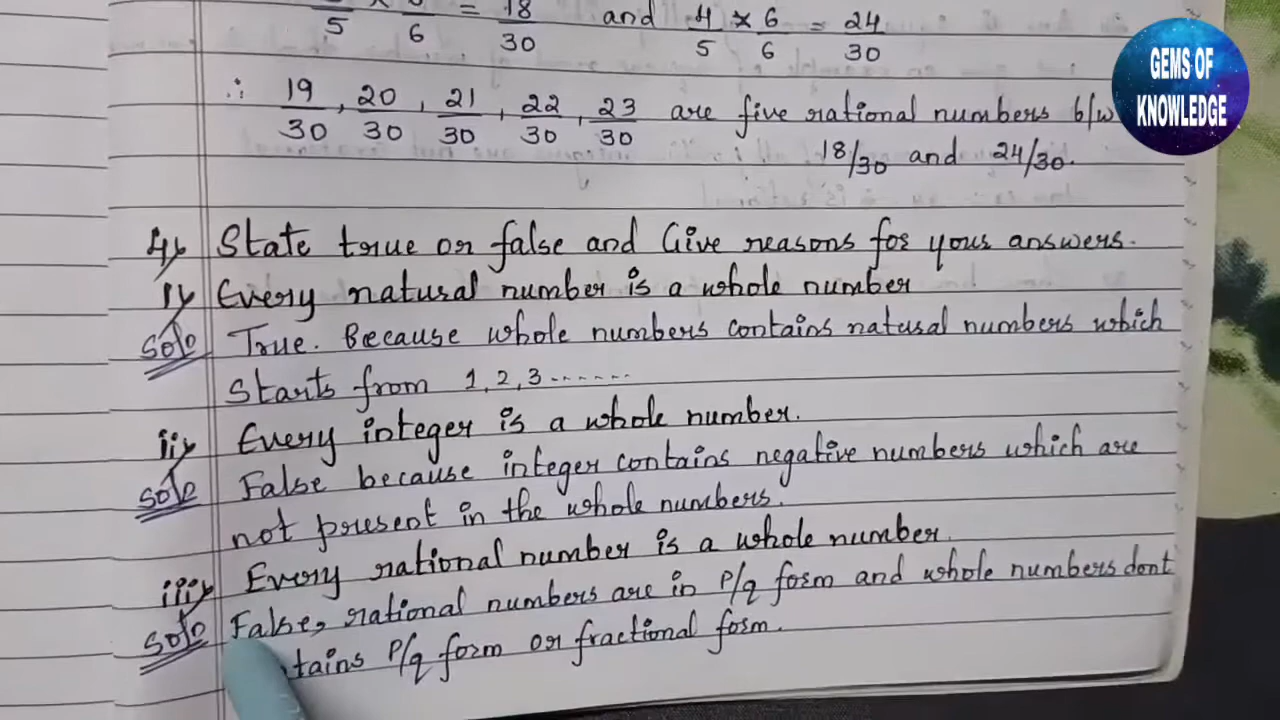 5 6 = 18/30 and 4/5 × 6/6 = 24/30
∴ 19/30, 20/30, 21/30, 22/30, 23/30 are five rational numbers b/w
18/30 and 24/30.
4) State true or false and Give reasons for your answers.
i) Every natural number is a whole number
Solo True. Because whole numbers contains natural numbers which
Starts from 1, 2, 3 ......
ii) Every integer is a whole number.
Solo False because integer contains negative numbers which are
not present in the whole numbers.
iii) Every rational number is a whole number.
Solo False, rational numbers are in P/q form and whole numbers dont
tains P/q form or fractional form.
GEMS OF
KNOWLEDGE